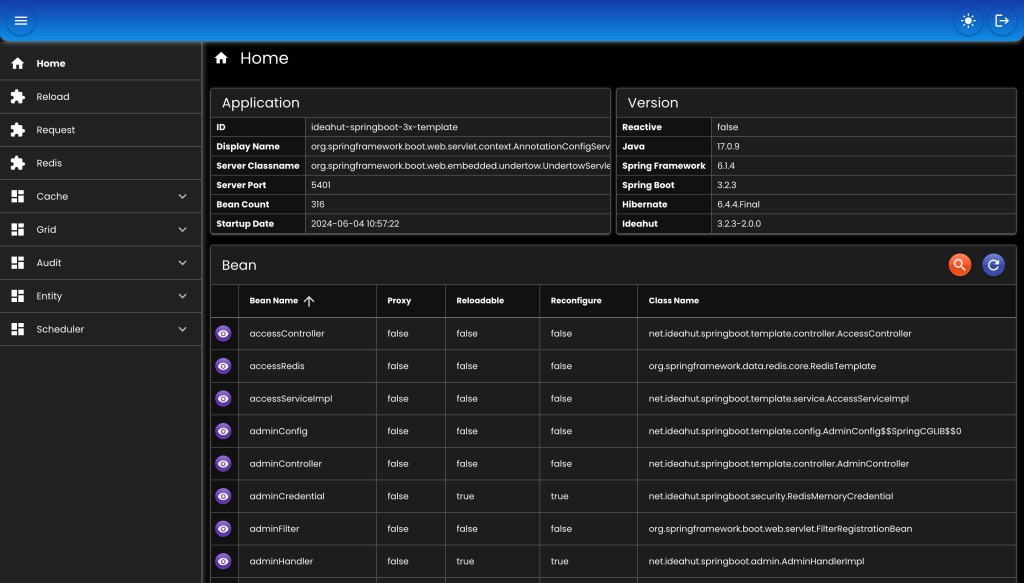 Home
Reload
Request
Redis
Cache
Grid
Audit
Entity
Scheduler
Home
Application
ID ideahut-springboot-3x-template
Display Name org.springframework.boot.web.servlet.context.AnnotationConfigServ
Server Classname org.springframework.boot.web.embedded.undertow.UndertowServle
Server Port 5401
Bean Count 316
Startup Date 2024-06-04 10:57:22
Version
Reactive false
Java 17.0.9
Spring Framework 6.1.4
Spring Boot 3.2.3
Hibernate 6.4.4.Final
Ideahut 3.2.3-2.0.0
Bean
Bean Name Proxy Reloadable Reconfigure Class Name
accessController false false false net.ideahut.springboot.template.controller.AccessController
accessRedis false false false org.springframework.data.redis.core.RedisTemplate
accessServiceImpl false false false net.ideahut.springboot.template.service.AccessServiceImpl
adminConfig false false false net.ideahut.springboot.template.config.AdminConfig$$SpringCGLIB$$0
adminController false false false net.ideahut.springboot.template.controller.AdminController
adminCredential false true true net.ideahut.springboot.security.RedisMemoryCredential
adminFilter false false false org.springframework.boot.web.servlet.FilterRegistrationBean
adminHandler false true true net.ideahut.springboot.admin.AdminHandlerImpl